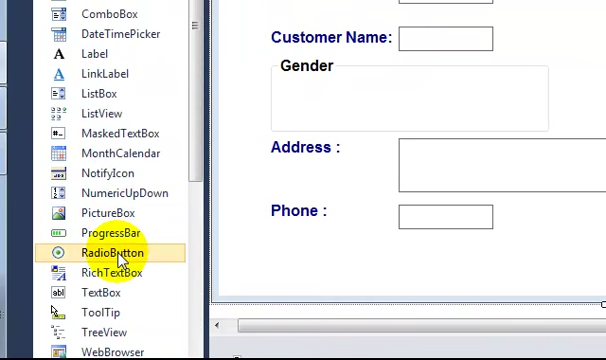 ComboBox
DateTimePicker
Label
LinkLabel
ListBox
ListView
MaskedTextBox
MonthCalendar
NotifyIcon
NumericUpDown
PictureBox
ProgressBar
RadioButton
RichTextBox
TextBox
ToolTip
TreeView
WebBrowser
Customer Name:
Gender
Address :
Phone :